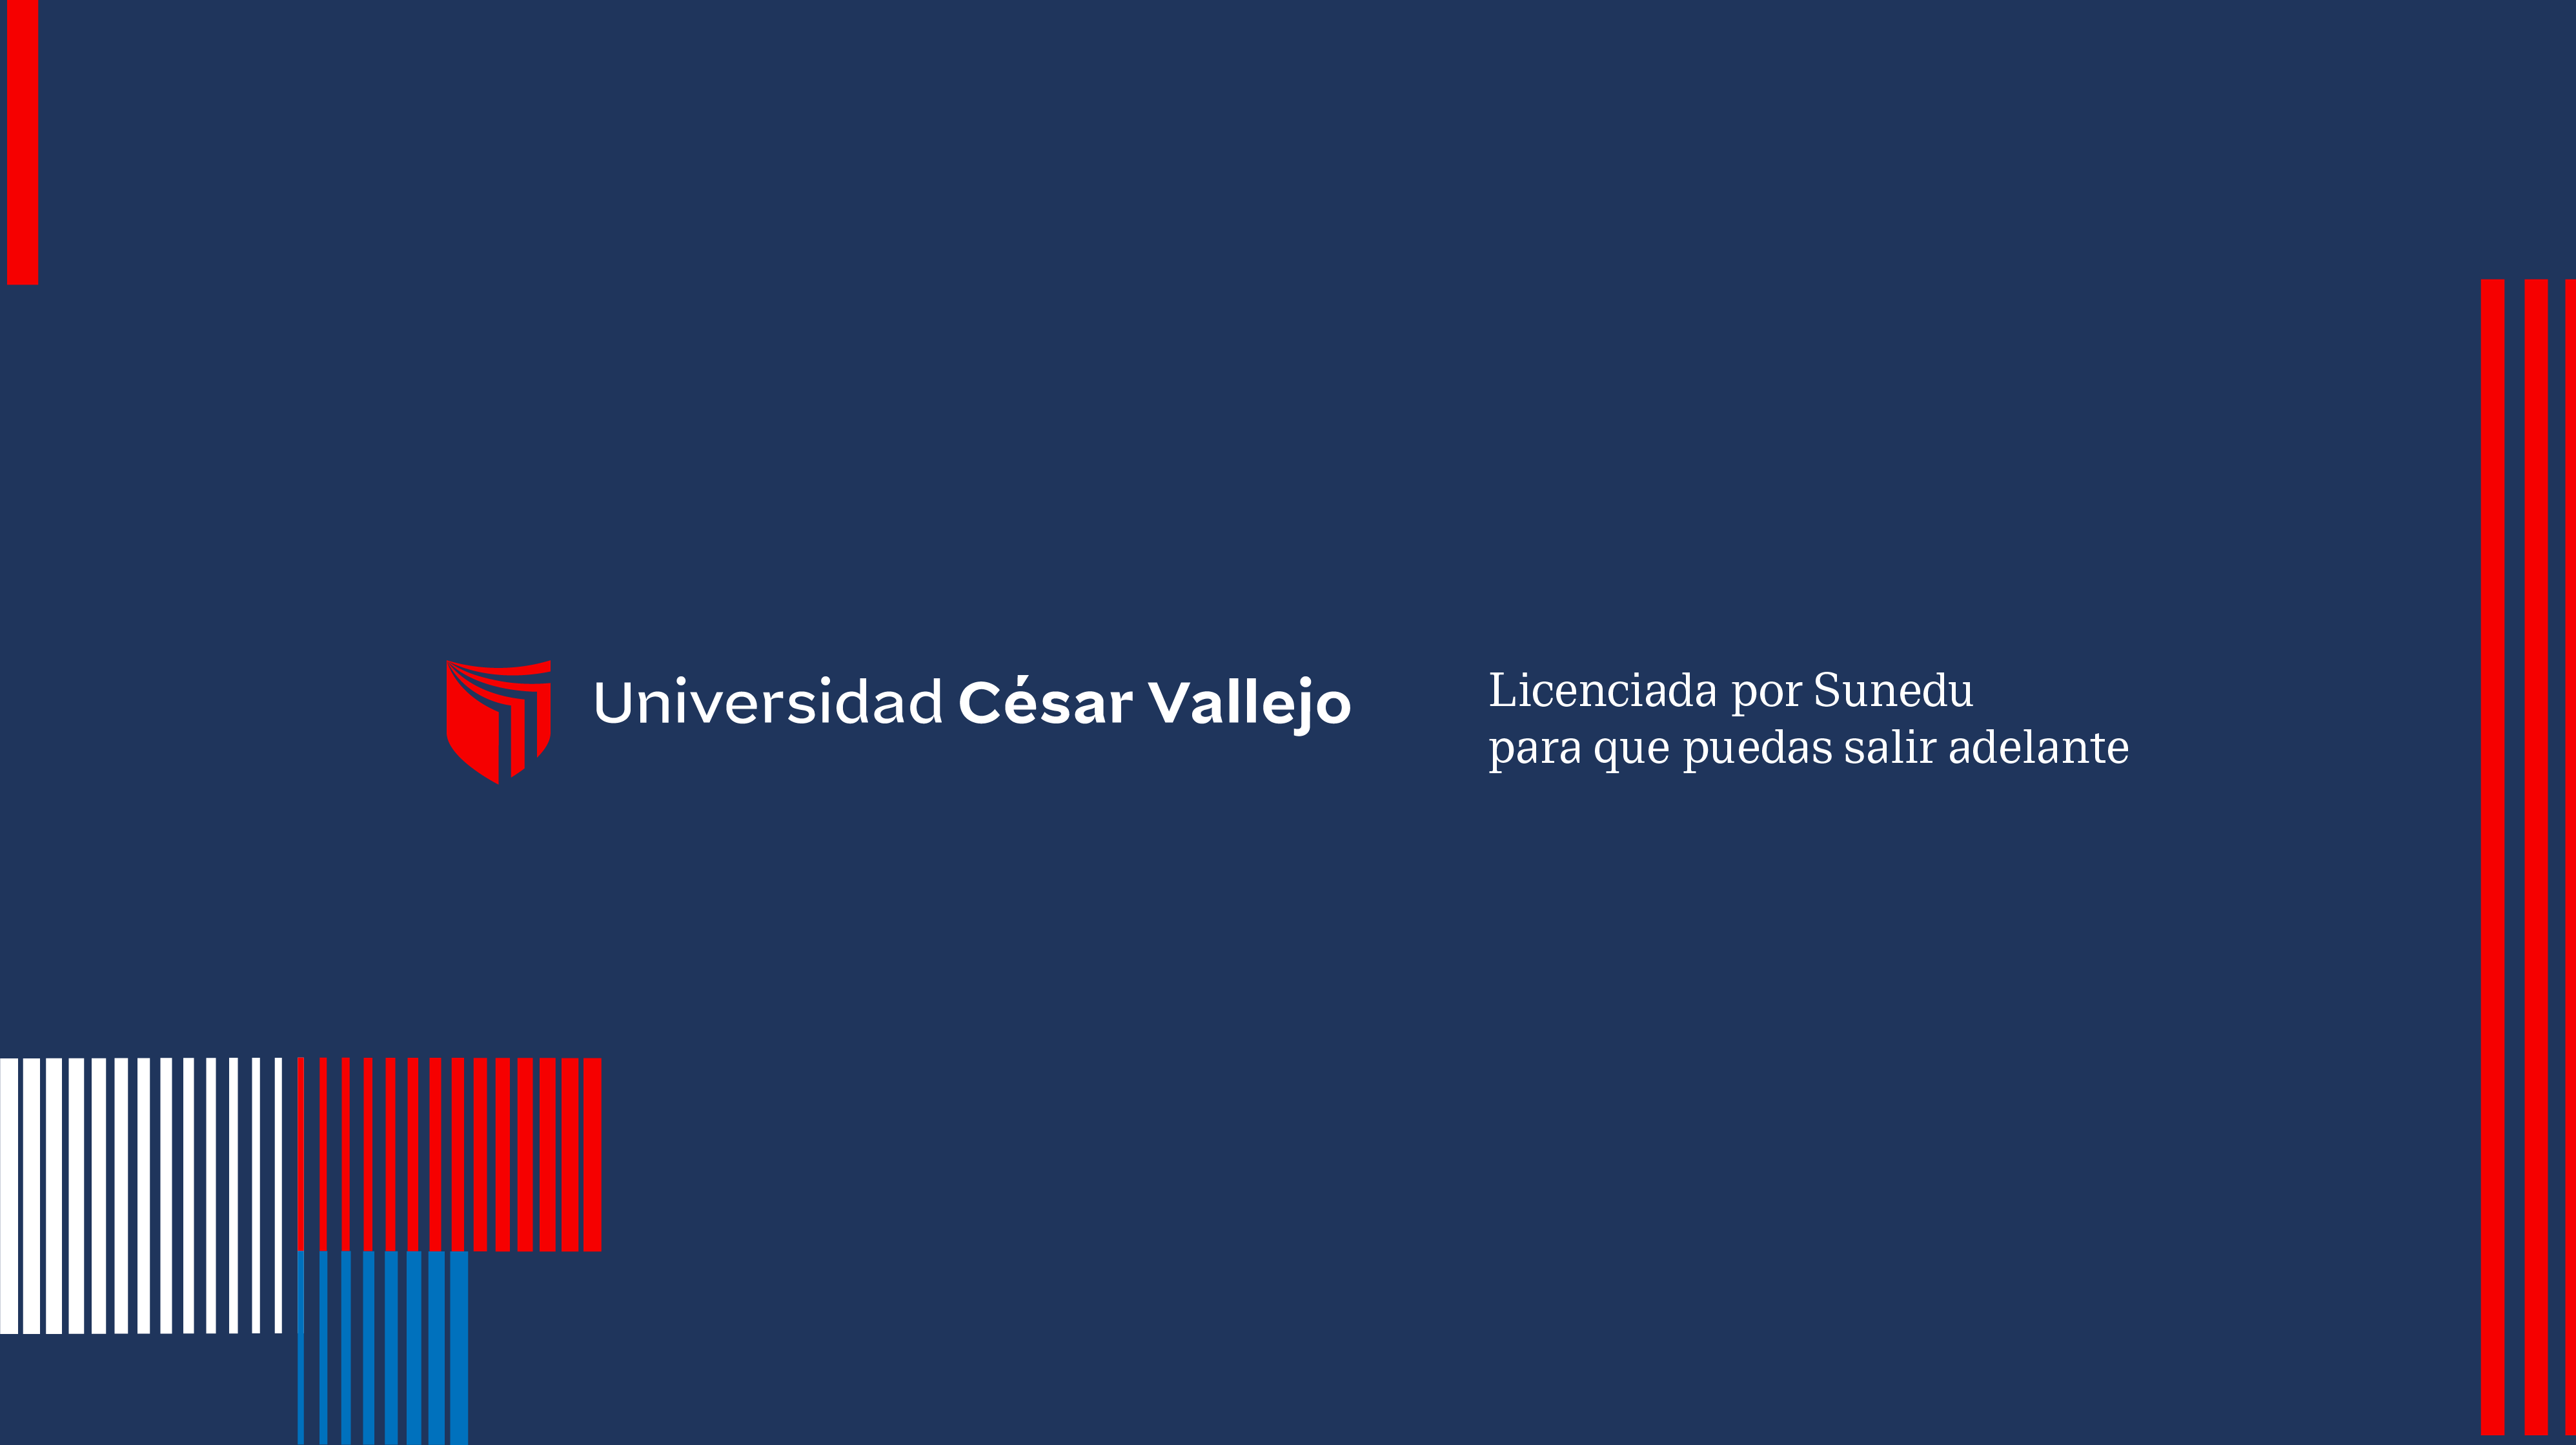 Universidad César Vallejo
Licenciada por Sunedu
para que puedas salir adelante